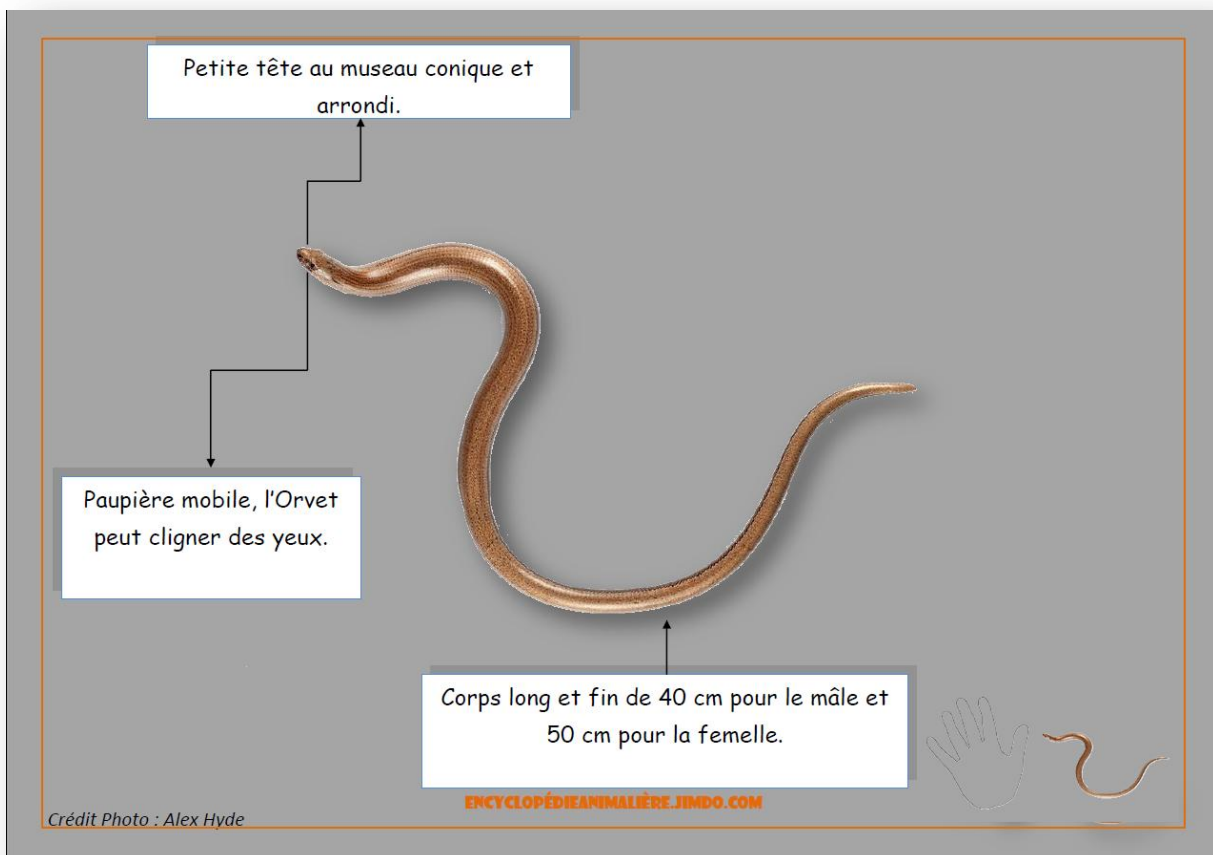 Petite tête au museau conique et
arrondi.
Paupière mobile, l'Orvet
peut cligner des yeux.
Corps long et fin de 40 cm pour le mâle et
50 cm pour la femelle.
ENCYCLOPÉDIEANIMALIÈRE.JIMDO.COM
Crédit Photo : Alex Hyde